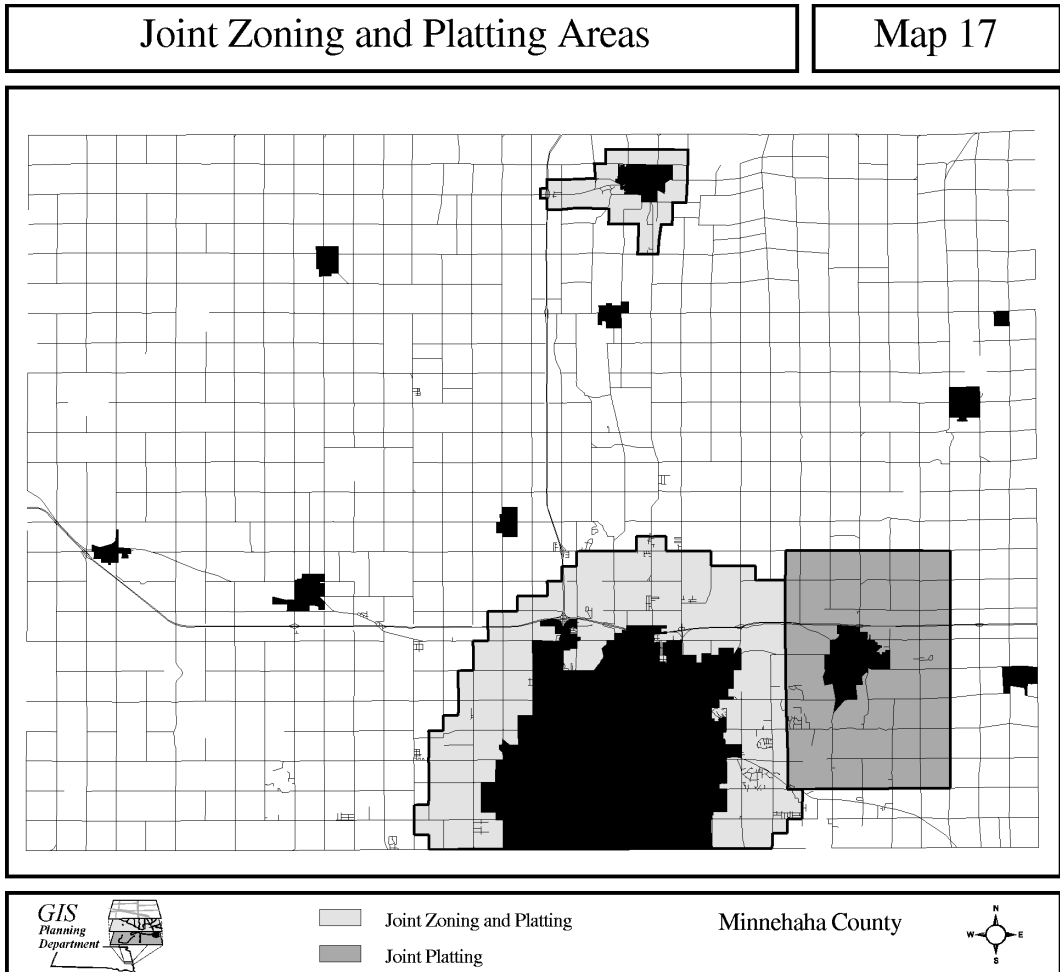 Joint Zoning and Platting Areas
Map 17
GIS
Planning
Department
Joint Zoning and Platting
Joint Platting
Minnehaha County
N
W E
S